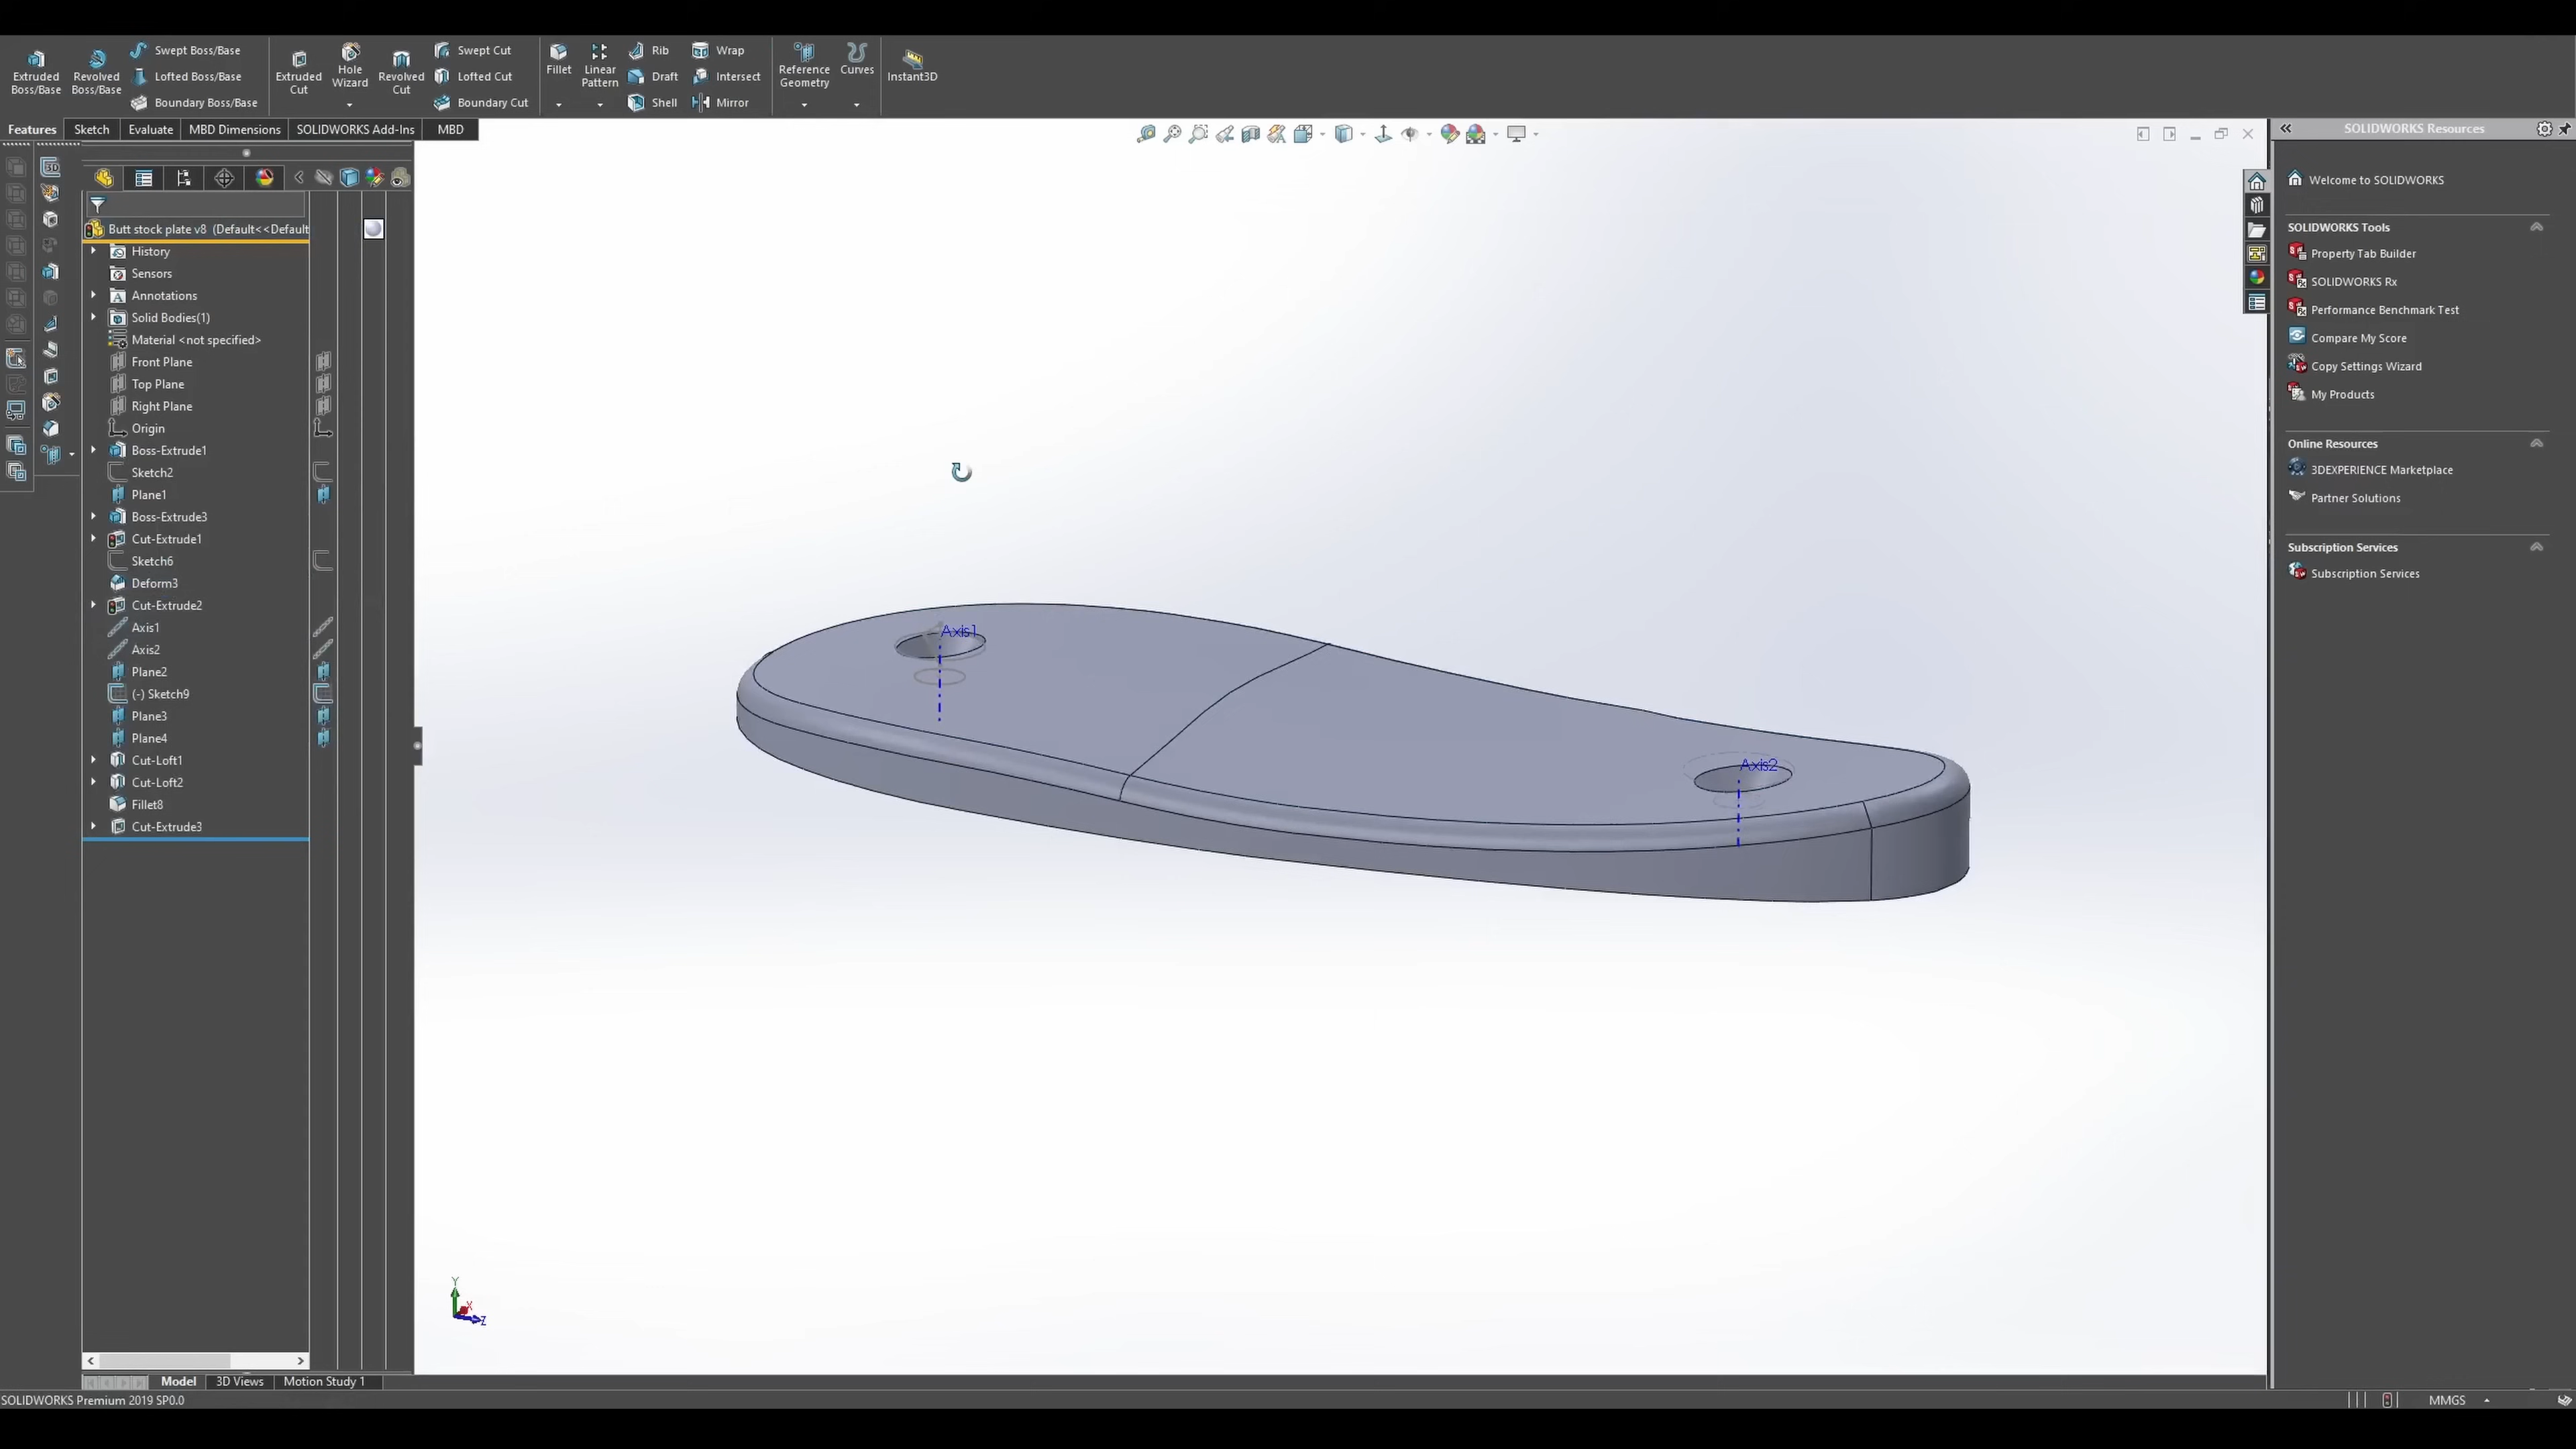 Extruded Boss/Base
Revolved Boss/Base
Swept Boss/Base
Lofted Boss/Base
Boundary Boss/Base
Extruded Cut
Hole Wizard
Revolved Cut
Swept Cut
Lofted Cut
Boundary Cut
Fillet
Linear Pattern
Rib
Draft
Shell
Wrap
Intersect
Mirror
Reference Geometry
Curves
Instant3D
Features
Sketch
Evaluate
MBD Dimensions
SOLIDWORKS Add-Ins
MBD
Butt stock plate v8 (Default<<Default
History
Sensors
Annotations
Solid Bodies(1)
Material <not specified>
Front Plane
Top Plane
Right Plane
Origin
Boss-Extrude1
Sketch2
Plane1
Boss-Extrude3
Cut-Extrude1
Sketch6
Deform3
Cut-Extrude2
Axis1
Axis2
Plane2
(-) Sketch9
Plane3
Plane4
Cut-Loft1
Cut-Loft2
Fillet8
Cut-Extrude3
Axis1
Axis2
Y
X
Z
SOLIDWORKS Resources
Welcome to SOLIDWORKS
SOLIDWORKS Tools
Property Tab Builder
SOLIDWORKS Rx
Performance Benchmark Test
Compare My Score
Copy Settings Wizard
My Products
Online Resources
3DEXPERIENCE Marketplace
Partner Solutions
Subscription Services
Subscription Services
Model
3D Views
Motion Study 1
SOLIDWORKS Premium 2019 SP0.0
MMGS